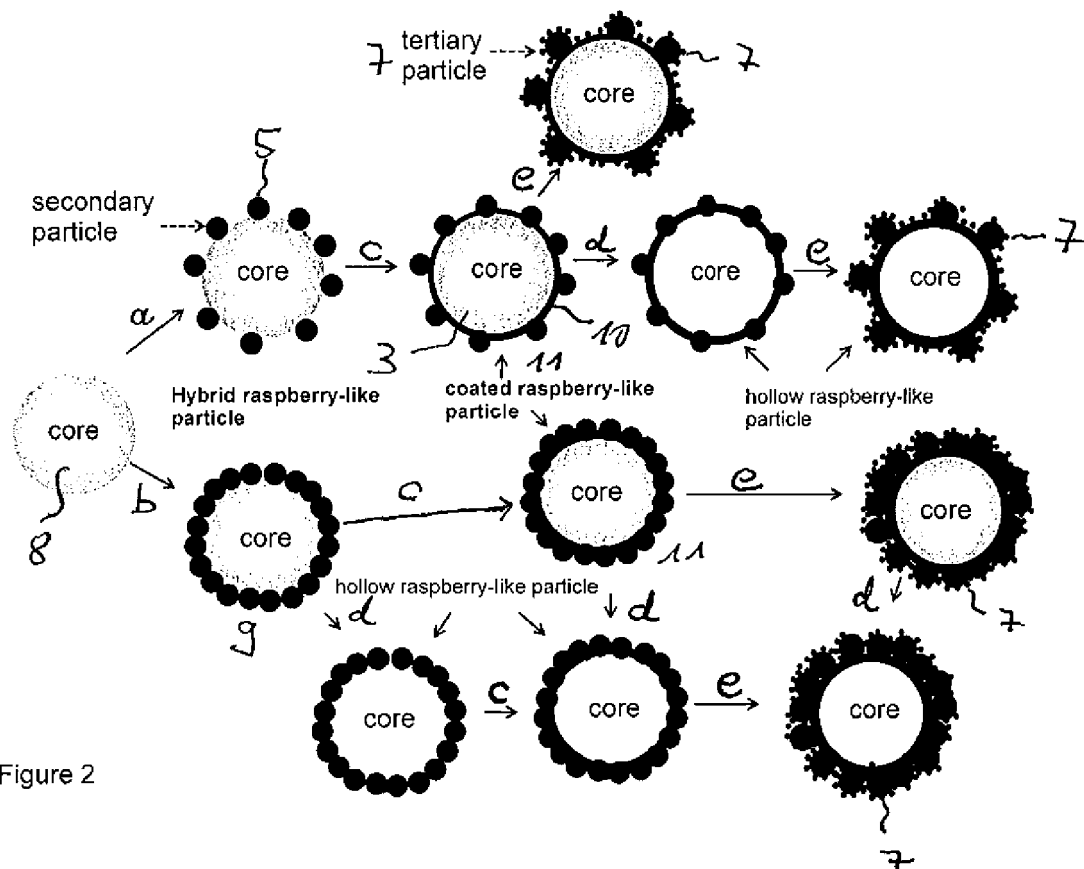 7 tertiary particle 7
core
5
e
secondary particle
core
c
core
d
core
e
core
7
a
3
11
10
Hybrid raspberry-like particle
coated raspberry-like particle
hollow raspberry-like particle
core
8
b
core
9
c
core
11
e
core
7
hollow raspberry-like particle
d
d
d
core
c
core
e
core
7
Figure 2